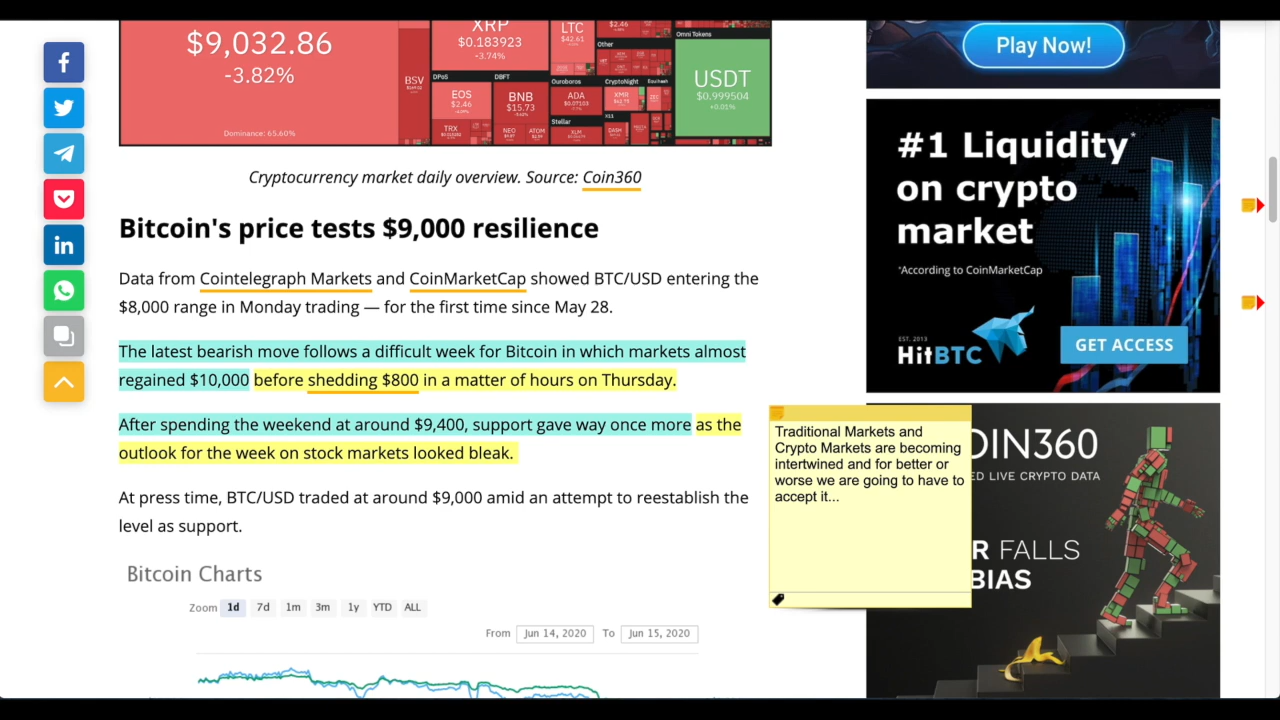 $9,032.86
-3.82%
Dominance: 65.60%
BSV
XRP
$0.183923
-3.74%
LTC
$42.61
$2.46
Other
DPoS
DBFT
EOS
$2.46
BNB
$15.73
TRX
NEO
ATOM
Ouroboros
CryptoNight
ADA
$0.07103
XMR
Stellar
X11
XLM
DASH
Omni Tokens
USDT
$0.999504
+0.01%
Cryptocurrency market daily overview. Source: Coin360
Bitcoin's price tests $9,000 resilience
Data from Cointelegraph Markets and CoinMarketCap showed BTC/USD entering the
$8,000 range in Monday trading — for the first time since May 28.
The latest bearish move follows a difficult week for Bitcoin in which markets almost
regained $10,000 before shedding $800 in a matter of hours on Thursday.
After spending the weekend at around $9,400, support gave way once more as the
outlook for the week on stock markets looked bleak.
At press time, BTC/USD traded at around $9,000 amid an attempt to reestablish the
level as support.
Bitcoin Charts
Zoom 1d 7d 1m 3m 1y YTD ALL
From Jun 14, 2020 To Jun 15, 2020
Play Now!
#1 Liquidity*
on crypto
market
*According to CoinMarketCap
EST. 2013
HitBTC
GET ACCESS
Traditional Markets and
Crypto Markets are becoming
intertwined and for better or
worse we are going to have to
accept it...
OIN360
ED LIVE CRYPTO DATA
R FALLS
BIAS